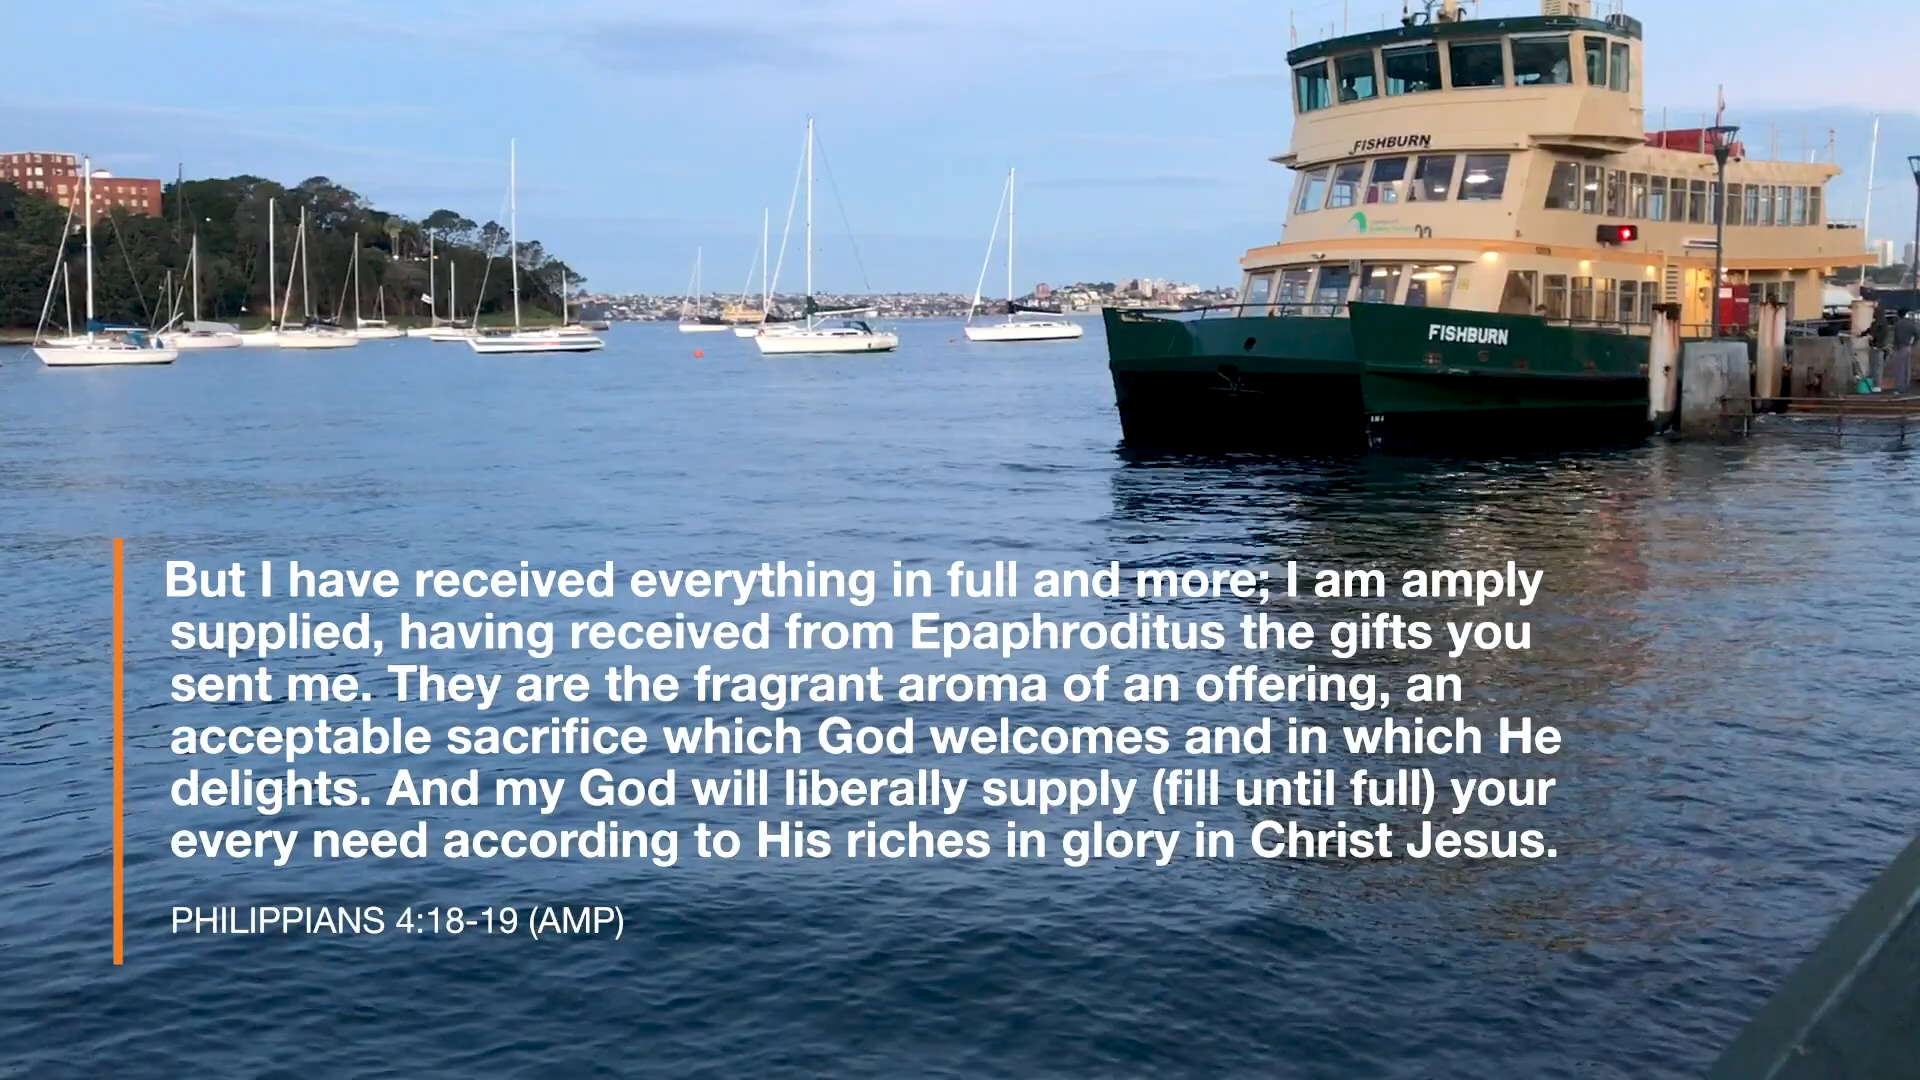 FISHBURN
FISHBURN
But I have received everything in full and more; I am amply
supplied, having received from Epaphroditus the gifts you
sent me. They are the fragrant aroma of an offering, an
acceptable sacrifice which God welcomes and in which He
delights. And my God will liberally supply (fill until full) your
every need according to His riches in glory in Christ Jesus.
PHILIPPIANS 4:18-19 (AMP)